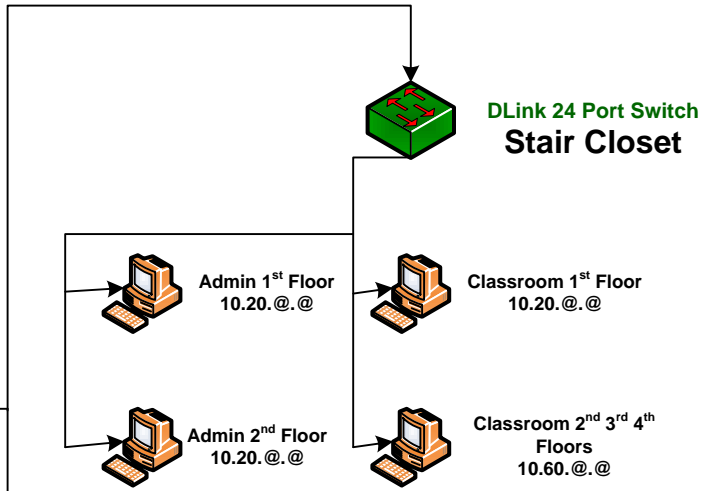 DLink 24 Port Switch
Stair Closet
Admin 1st Floor
10.20.@.@
Classroom 1st Floor
10.20.@.@
Admin 2nd Floor
10.20.@.@
Classroom 2nd 3rd 4th
Floors
10.60.@.@